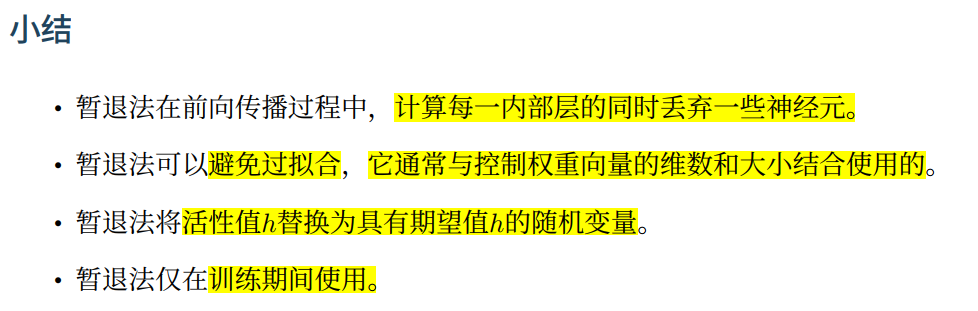 小结
• 暂退法在前向传播过程中，计算每一内部层的同时丢弃一些神经元。
• 暂退法可以避免过拟合，它通常与控制权重向量的维数和大小结合使用的。
• 暂退法将活性值h替换为具有期望值h的随机变量。
• 暂退法仅在训练期间使用。